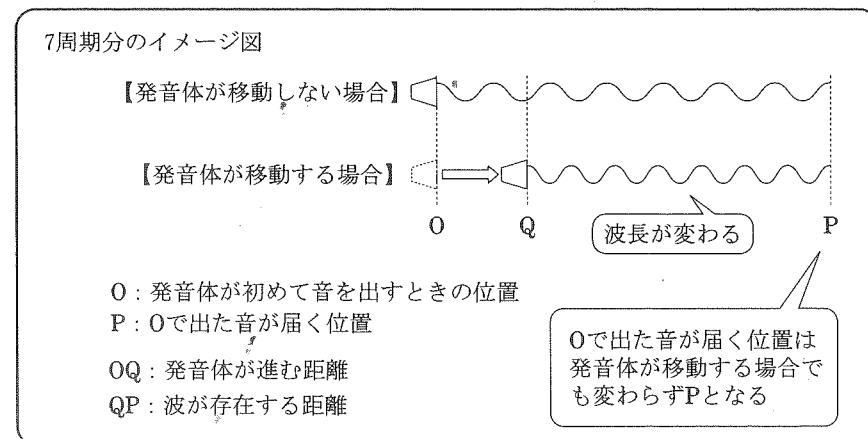 7周期分のイメージ図
【発音体が移動しない場合】
【発音体が移動する場合】
O Q P
波長が変わる
O：発音体が初めて音を出すときの位置
P：Oで出た音が届く位置
OQ：発音体が進む距離
QP：波が存在する距離
Oで出た音が届く位置は
発音体が移動する場合で
も変わらずPとなる